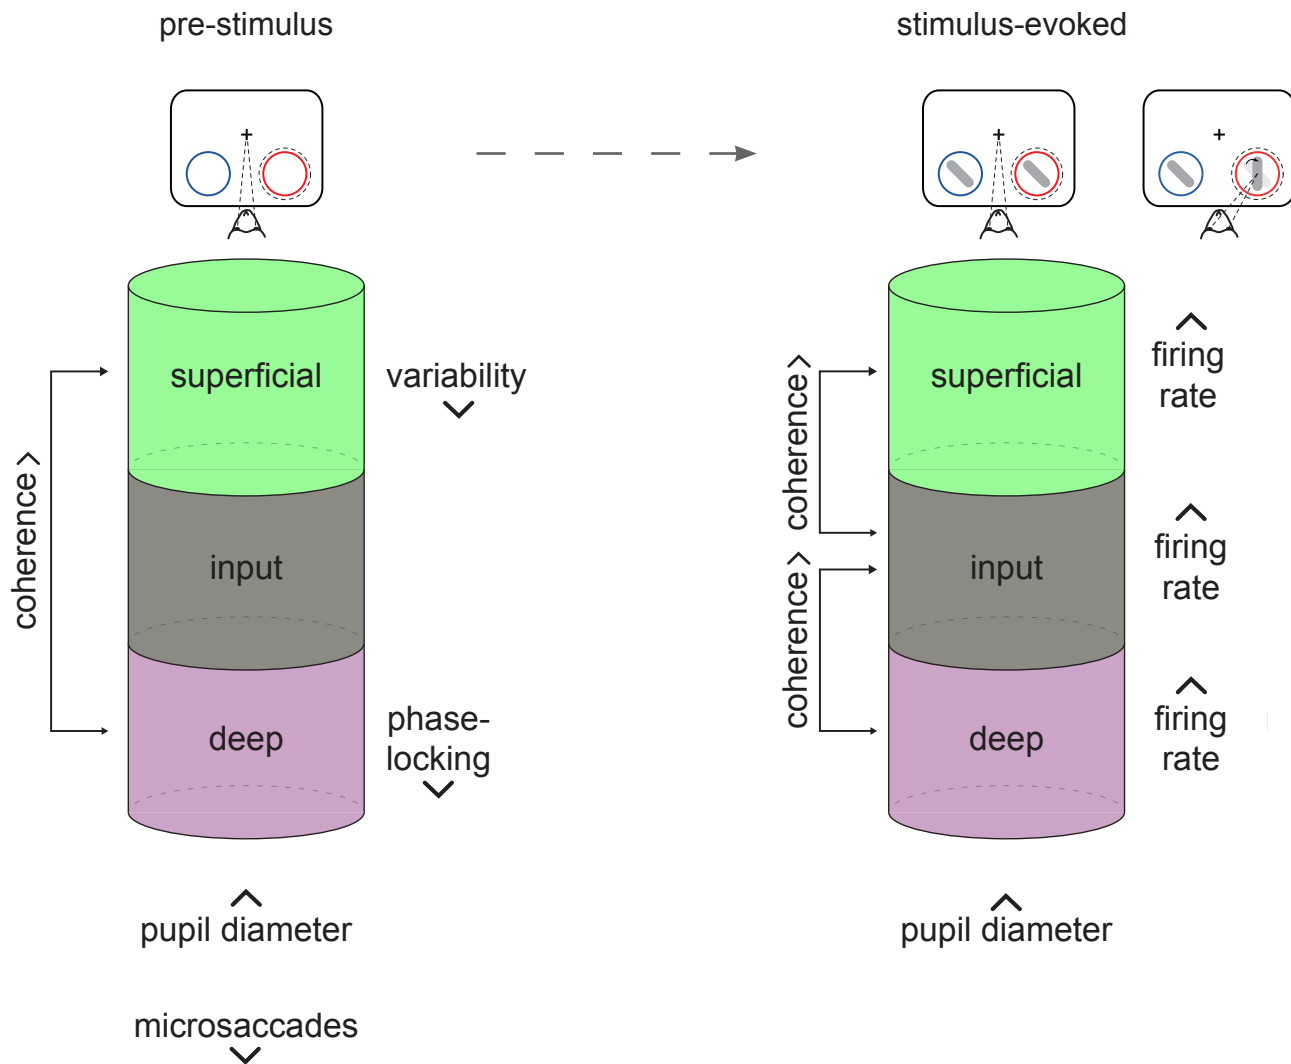 pre-stimulus
stimulus-evoked
superficial
variability
coherence >
input
deep
phase-
locking
pupil diameter
microsaccades
superficial
firing
rate
coherence >
input
firing
rate
coherence >
deep
firing
rate
pupil diameter